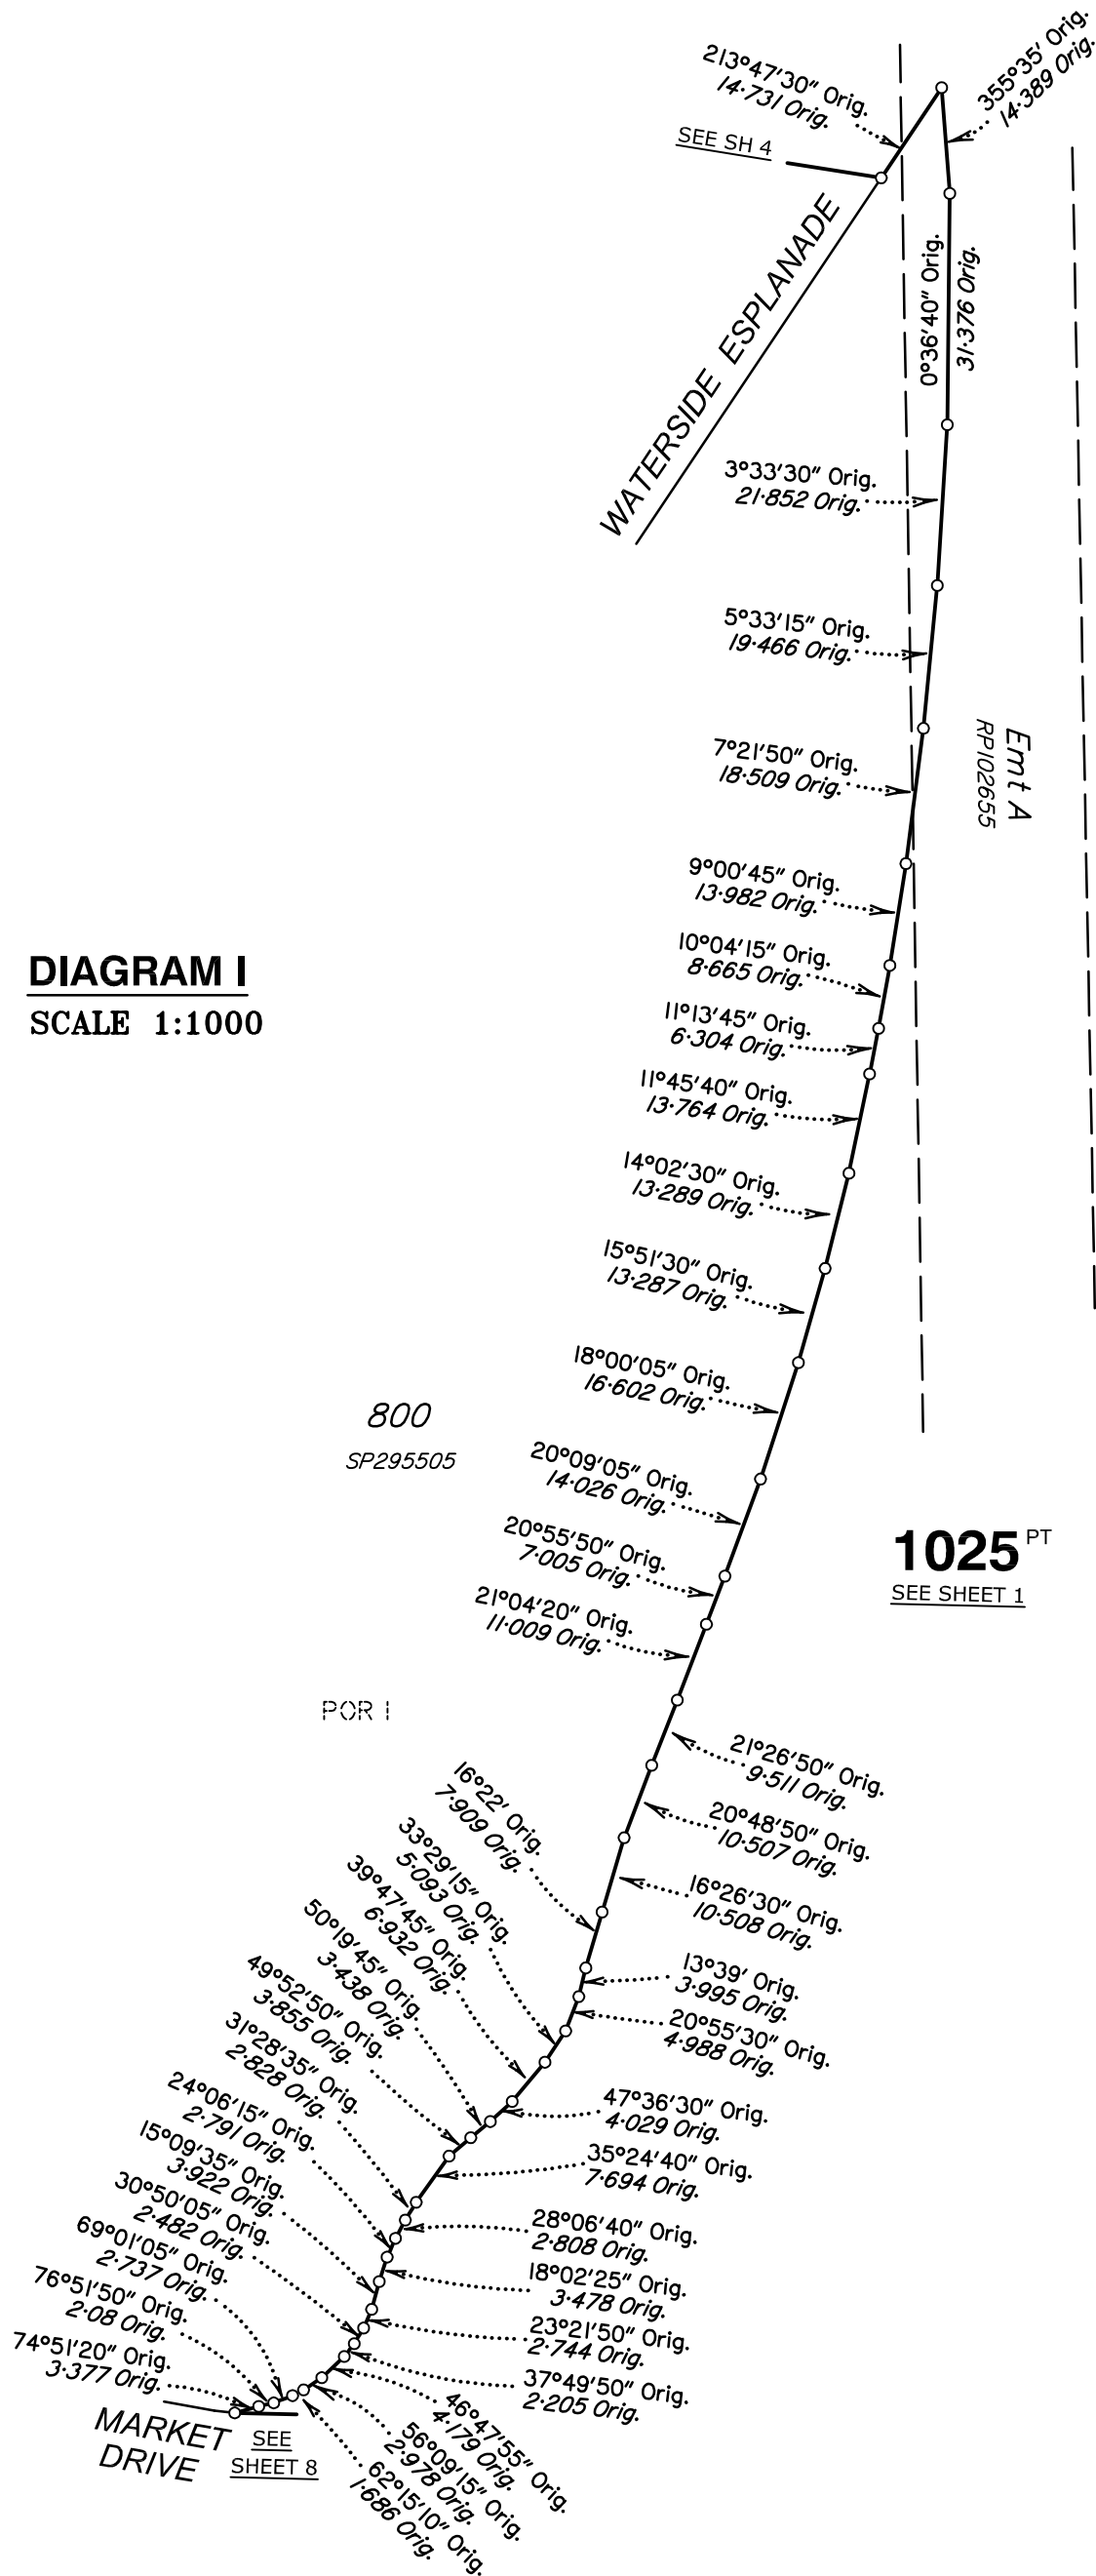 213°47'30" Orig.
14·731 Orig.
355°35' Orig.
14·389 Orig.
SEE SH 4
WATERSIDE ESPLANADE
0°36'40" Orig.
31·376 Orig.
3°33'30" Orig.
21·852 Orig.
5°33'15" Orig.
19·466 Orig.
Emt A
RP102655
7°21'50" Orig.
18·509 Orig.
9°00'45" Orig.
13·982 Orig.
10°04'15" Orig.
8·665 Orig.
DIAGRAM 1
SCALE 1:1000
11°13'45" Orig.
6·304 Orig.
11°45'40" Orig.
13·764 Orig.
14°02'30" Orig.
13·289 Orig.
15°51'30" Orig.
13·287 Orig.
18°00'05" Orig.
16·602 Orig.
800
SP295505
20°09'05" Orig.
14·026 Orig.
20°55'50" Orig.
7·005 Orig.
1025 PT
SEE SHEET 1
21°04'20" Orig.
11·009 Orig.
POR 1
21°26'50" Orig.
9·511 Orig.
20°48'50" Orig.
10·507 Orig.
16°26'30" Orig.
10·508 Orig.
16°22' Orig.
7·909 Orig.
13°39' Orig.
3·995 Orig.
20°55'30" Orig.
4·988 Orig.
33°29'15" Orig.
5·093 Orig.
39°47'45" Orig.
6·932 Orig.
47°36'30" Orig.
4·029 Orig.
50°19'45" Orig.
3·438 Orig.
49°52'50" Orig.
3·855 Orig.
35°24'40" Orig.
7·694 Orig.
31°28'35" Orig.
2·828 Orig.
28°06'40" Orig.
2·808 Orig.
24°06'15" Orig.
2·791 Orig.
18°02'25" Orig.
3·478 Orig.
15°09'35" Orig.
3·922 Orig.
23°21'50" Orig.
2·744 Orig.
30°50'05" Orig.
2·482 Orig.
37°49'50" Orig.
2·205 Orig.
46°47'55" Orig.
4·179 Orig.
56°09'15" Orig.
2·978 Orig.
62°15'10" Orig.
1·686 Orig.
69°01'05" Orig.
2·737 Orig.
76°51'50" Orig.
2·08 Orig.
74°51'20" Orig.
3·377 Orig.
MARKET
DRIVE
SEE
SHEET 8